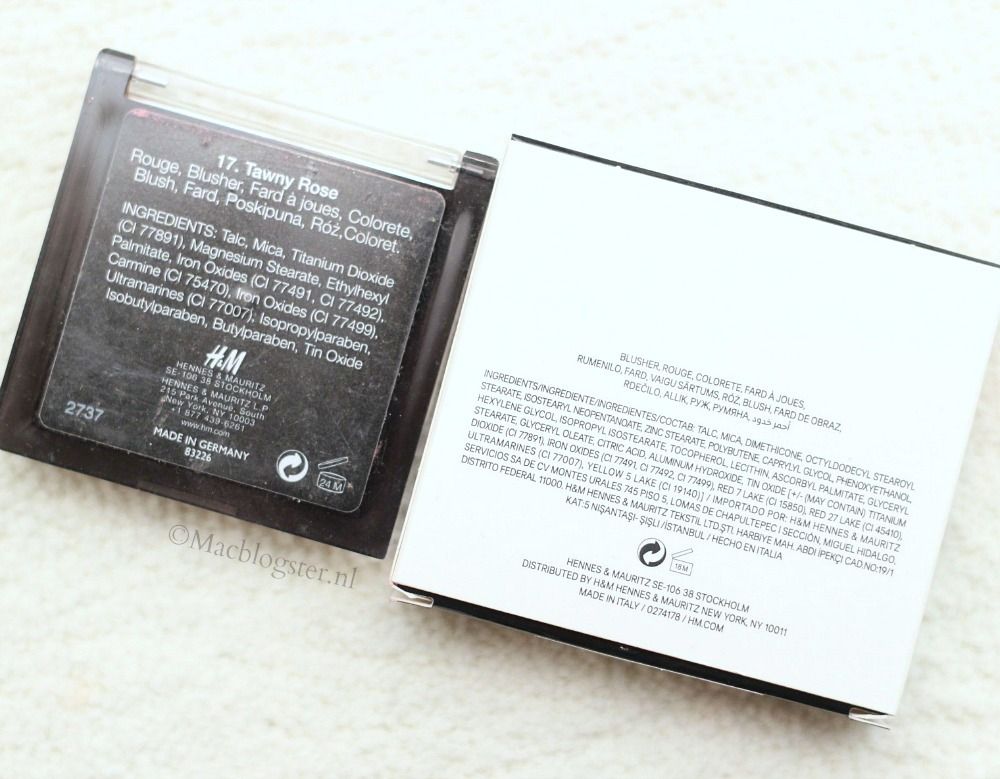 17. Tawny Rose
Rouge, Blusher, Fard à joues, Colorete,
Blush, Fard, Poskipuna, Róż, Coloret.
INGREDIENTS: Talc, Mica, Titanium Dioxide
(CI 77891), Magnesium Stearate, Ethylhexyl
Palmitate, Iron Oxides (CI 77491, CI 77492),
Carmine (CI 75470), Iron Oxides (CI 77499),
Ultramarines (CI 77007), Isopropylparaben,
Isobutylparaben, Butylparaben, Tin Oxide
H&M
HENNES & MAURITZ
SE-106 38 STOCKHOLM
HENNES & MAURITZ L.P
215 Park Avenue, South
New York, NY 10003
+1 877 439-6261
www.hm.com
MADE IN GERMANY
83226
2737
24 M
©Macblogster.nl
BLUSHER, ROUGE, COLORETE, FARD À JOUES,
RUMENILO, FARD, VAIGU SÄRTUMS, RÓŻ, BLUSH, FARD DE OBRAZ,
RDEČILO, ALLIK, РУЖ, РУМЯНА, أحمر خدود.
INGREDIENTS/INGREDIENTE/INGREDIENTES/СОСТАВ: TALC, MICA, DIMETHICONE, OCTYLDODECYL STEAROYL
STEARATE, ISOSTEARYL NEOPENTANOATE, ZINC STEARATE, POLYBUTENE, CAPRYLYL GLYCOL, PHENOXYETHANOL,
HEXYLENE GLYCOL, ISOPROPYL ISOSTEARATE, TOCOPHEROL, LECITHIN, ASCORBYL PALMITATE, GLYCERYL
STEARATE, GLYCERYL OLEATE, CITRIC ACID, ALUMINUM HYDROXIDE, TIN OXIDE [+/- (MAY CONTAIN) TITANIUM
DIOXIDE (CI 77891), IRON OXIDES (CI 77491, CI 77492, CI 77499), RED 7 LAKE (CI 15850), RED 27 LAKE (CI 45410),
ULTRAMARINES (CI 77007), YELLOW 5 LAKE (CI 19140)] / IMPORTADO POR: H&M HENNES & MAURITZ
SERVICIOS SA DE CV MONTES URALES 745 PISO 5, LOMAS DE CHAPULTEPEC I SECCIÓN, MIGUEL HIDALGO,
DISTRITO FEDERAL 11000. H&M HENNES & MAURITZ TEKSTIL LTD.ŞTI. HARBIYE MAH. ABDI İPEKÇI CAD.NO:19/1
KAT:5 NIŞANTAŞI-ŞIŞLI /İSTANBUL / HECHO EN ITALIA
18 M
HENNES & MAURITZ SE-106 38 STOCKHOLM
DISTRIBUTED BY H&M HENNES & MAURITZ NEW YORK, NY 10011
MADE IN ITALY / 0274178 / HM.COM